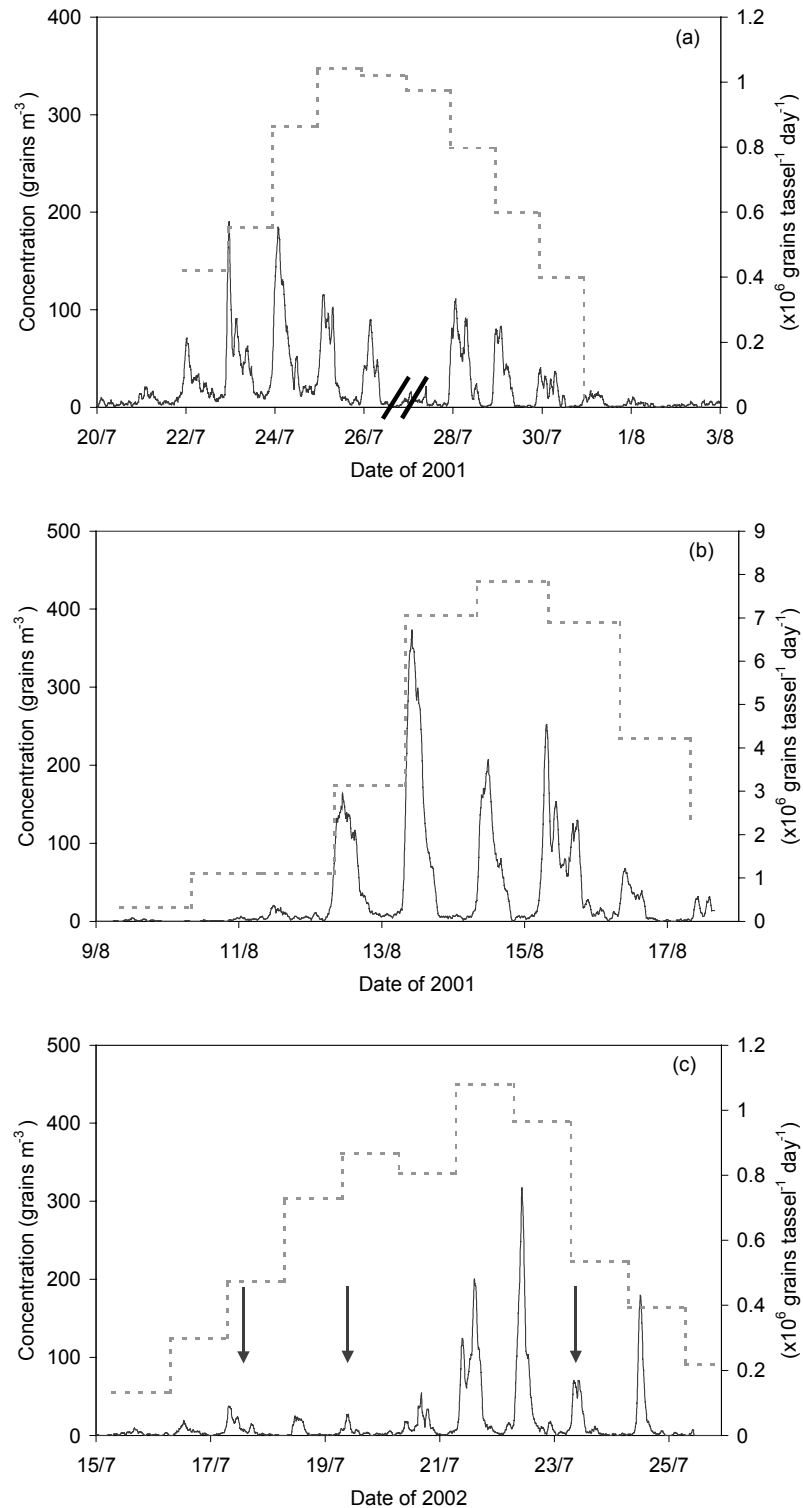 (a)
400
300
200
100
0
Concentration (grains m-3)
1.2
1
0.8
0.6
0.4
0.2
0
(x10^6 grains tassel-1 day-1)
20/7 22/7 24/7 26/7 28/7 30/7 1/8 3/8
Date of 2001
(b)
500
400
300
200
100
0
Concentration (grains m-3)
9
8
7
6
5
4
3
2
1
0
(x10^6 grains tassel-1 day-1)
9/8 11/8 13/8 15/8 17/8
Date of 2001
(c)
500
400
300
200
100
0
Concentration (grains m-3)
1.2
1
0.8
0.6
0.4
0.2
0
(x10^6 grains tassel-1 day-1)
15/7 17/7 19/7 21/7 23/7 25/7
Date of 2002